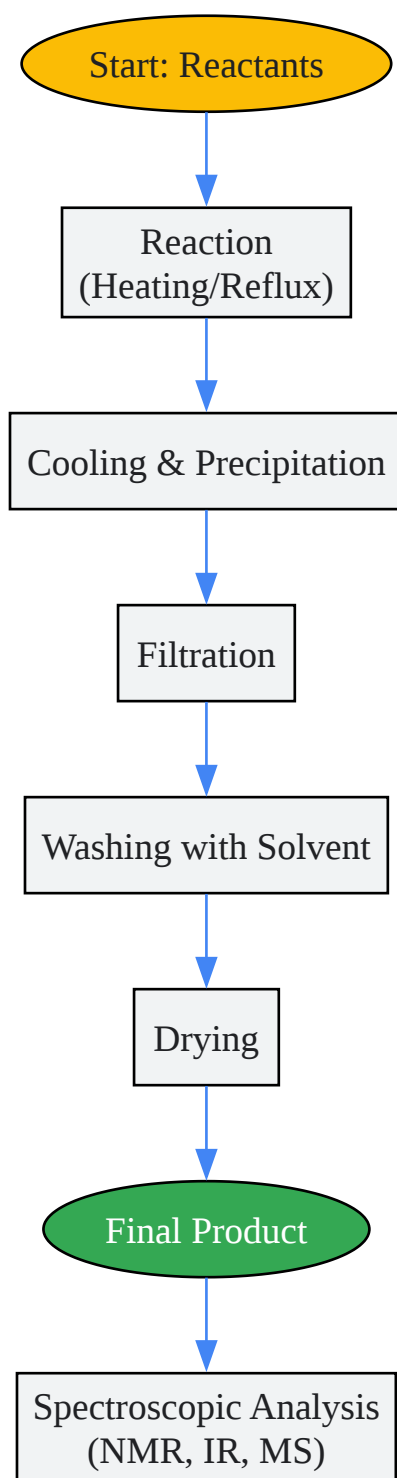 Start: Reactants
Reaction
(Heating/Reflux)
Cooling & Precipitation
Filtration
Washing with Solvent
Drying
Final Product
Spectroscopic Analysis
(NMR, IR, MS)